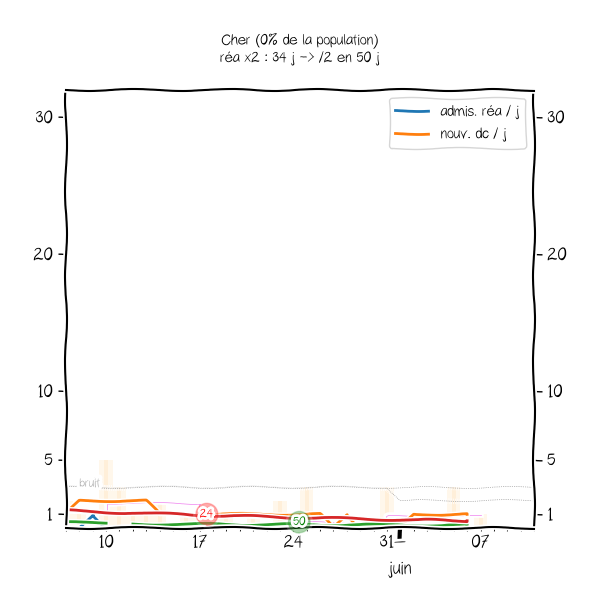 Cher (0% de la population)
réa x2 : 34 j -> /2 en 50 j
admis. réa / j
nouv. dc / j
30
30
20
20
10
10
5
5
bruit
1
24
50
1
10
17
24
31
07
juin